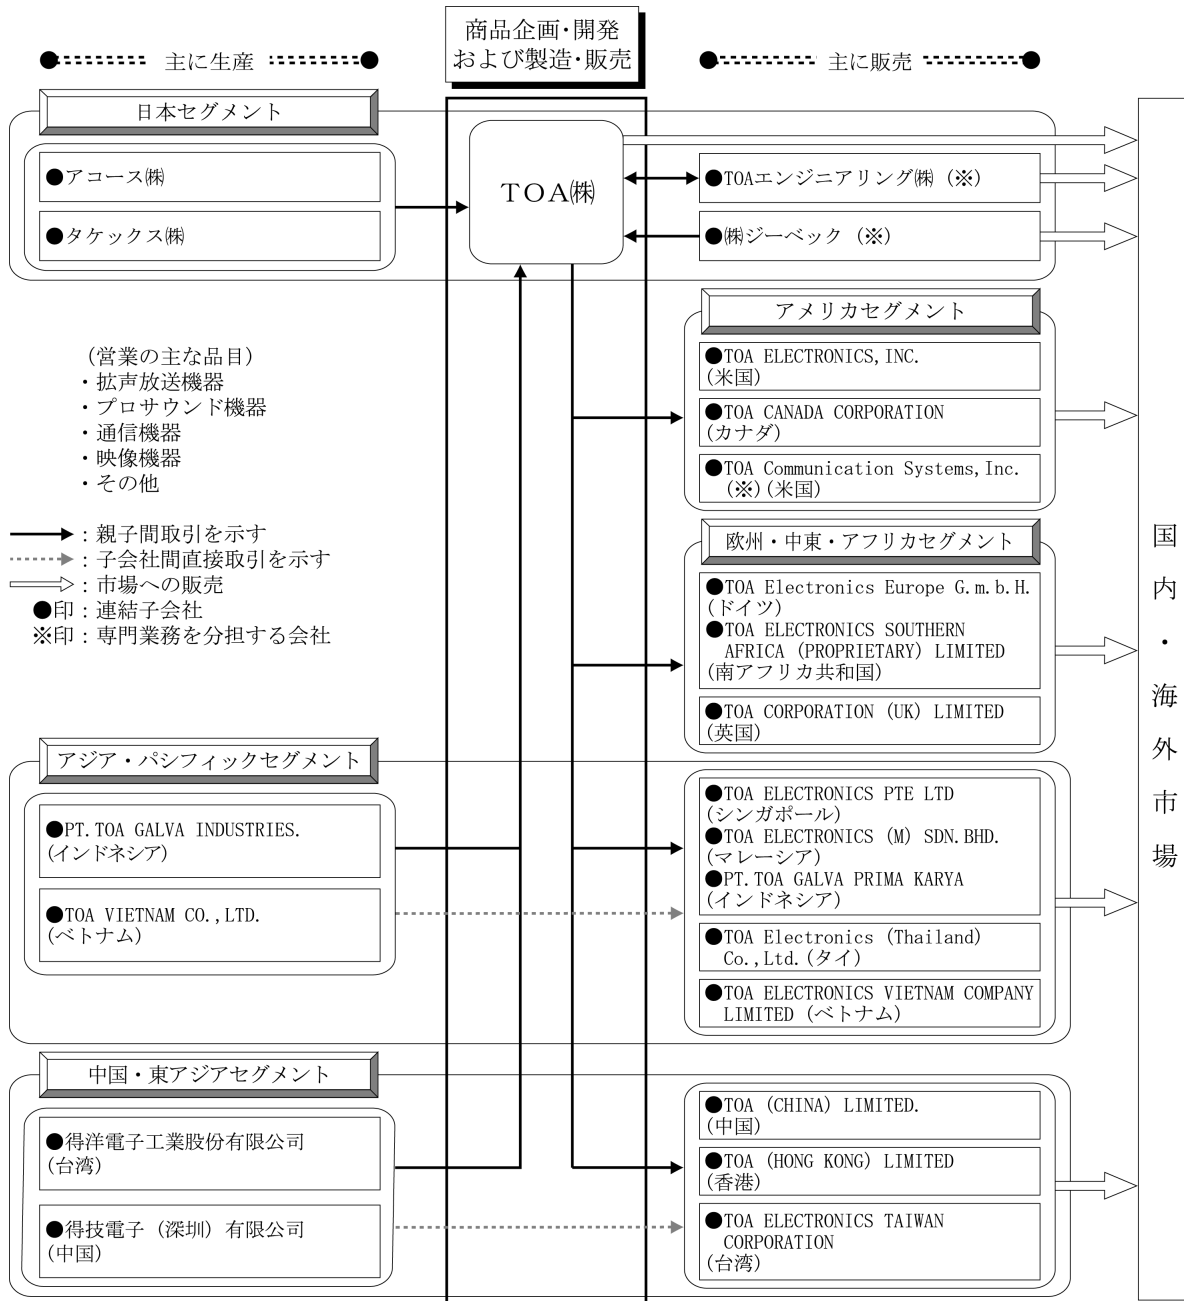 商品企画・開発
および製造・販売
主に生産
主に販売
日本セグメント
●アコース㈱
●タケックス㈱
TOA㈱
●TOAエンジニアリング㈱（※）
●㈱ジーベック（※）
アメリカセグメント
●TOA ELECTRONICS,INC.
(米国)
●TOA CANADA CORPORATION
(カナダ)
●TOA Communication Systems,Inc.
(※)(米国)
（営業の主な品目）
・拡声放送機器
・プロサウンド機器
・通信機器
・映像機器
・その他
：親子間取引を示す
：子会社間直接取引を示す
：市場への販売
●印：連結子会社
※印：専門業務を分担する会社
欧州・中東・アフリカセグメント
●TOA Electronics Europe G.m.b.H.
(ドイツ)
●TOA ELECTRONICS SOUTHERN
AFRICA (PROPRIETARY) LIMITED
(南アフリカ共和国)
●TOA CORPORATION (UK) LIMITED
(英国)
アジア・パシフィックセグメント
●PT.TOA GALVA INDUSTRIES.
(インドネシア)
●TOA VIETNAM CO.,LTD.
(ベトナム)
●TOA ELECTRONICS PTE LTD
(シンガポール)
●TOA ELECTRONICS (M) SDN.BHD.
(マレーシア)
●PT.TOA GALVA PRIMA KARYA
(インドネシア)
●TOA Electronics (Thailand)
Co.,Ltd.(タイ)
●TOA ELECTRONICS VIETNAM COMPANY
LIMITED (ベトナム)
中国・東アジアセグメント
●得洋電子工業股份有限公司
(台湾)
●得技電子（深圳）有限公司
(中国)
●TOA (CHINA) LIMITED.
(中国)
●TOA (HONG KONG) LIMITED
(香港)
●TOA ELECTRONICS TAIWAN
CORPORATION
(台湾)
国内・海外市場